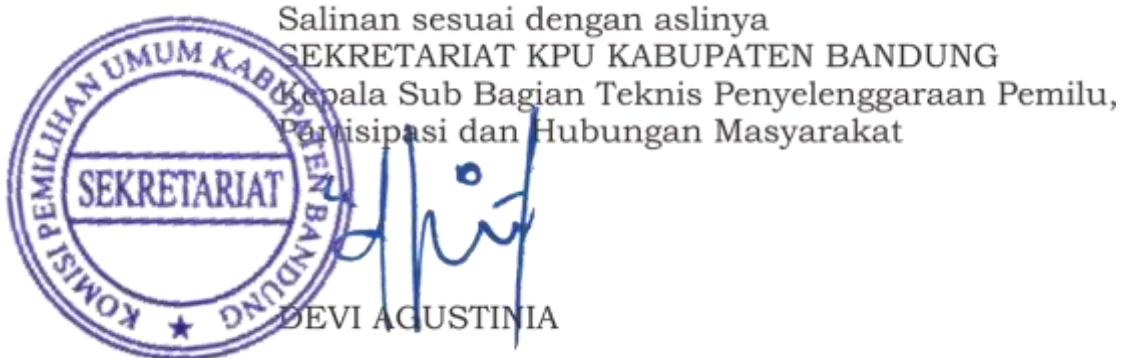 Salinan sesuai dengan aslinya
SEKRETARIAT KPU KABUPATEN BANDUNG
Kepala Sub Bagian Teknis Penyelenggaraan Pemilu,
Partisipasi dan Hubungan Masyarakat
KOMISI PEMILIHAN UMUM KABUPATEN BANDUNG
SEKRETARIAT
DEVI AGUSTINIA